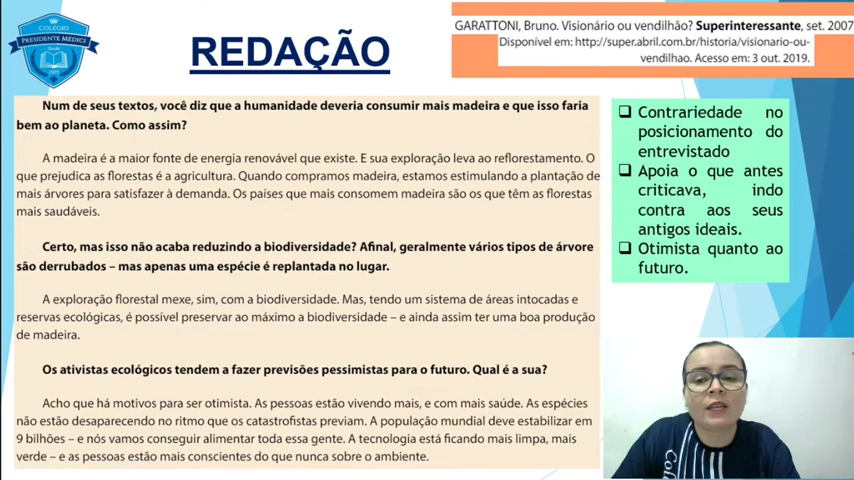 COLÉGIO
PRESIDENTE MÉDICI
REDAÇÃO
GARATTONI, Bruno. Visionário ou vendilhão? Superinteressante, set. 2007
Disponível em: http://super.abril.com.br/historia/visionario-ou-
vendilhao. Acesso em: 3 out. 2019.
Num de seus textos, você diz que a humanidade deveria consumir mais madeira e que isso faria
bem ao planeta. Como assim?
A madeira é a maior fonte de energia renovável que existe. E sua exploração leva ao reflorestamento. O
que prejudica as florestas é a agricultura. Quando compramos madeira, estamos estimulando a plantação de
mais árvores para satisfazer à demanda. Os países que mais consomem madeira são os que têm as florestas
mais saudáveis.
Certo, mas isso não acaba reduzindo a biodiversidade? Afinal, geralmente vários tipos de árvore
são derrubados – mas apenas uma espécie é replantada no lugar.
A exploração florestal mexe, sim, com a biodiversidade. Mas, tendo um sistema de áreas intocadas e
reservas ecológicas, é possível preservar ao máximo a biodiversidade – e ainda assim ter uma boa produção
de madeira.
Os ativistas ecológicos tendem a fazer previsões pessimistas para o futuro. Qual é a sua?
Acho que há motivos para ser otimista. As pessoas estão vivendo mais, e com mais saúde. As espécies
não estão desaparecendo no ritmo que os catastrofistas previam. A população mundial deve estabilizar em
9 bilhões – e nós vamos conseguir alimentar toda essa gente. A tecnologia está ficando mais limpa, mais
verde – e as pessoas estão mais conscientes do que nunca sobre o ambiente.
Contrariedade no
posicionamento do
entrevistado
Apoia o que antes
criticava, indo
contra aos seus
antigos ideais.
Otimista quanto ao
futuro.